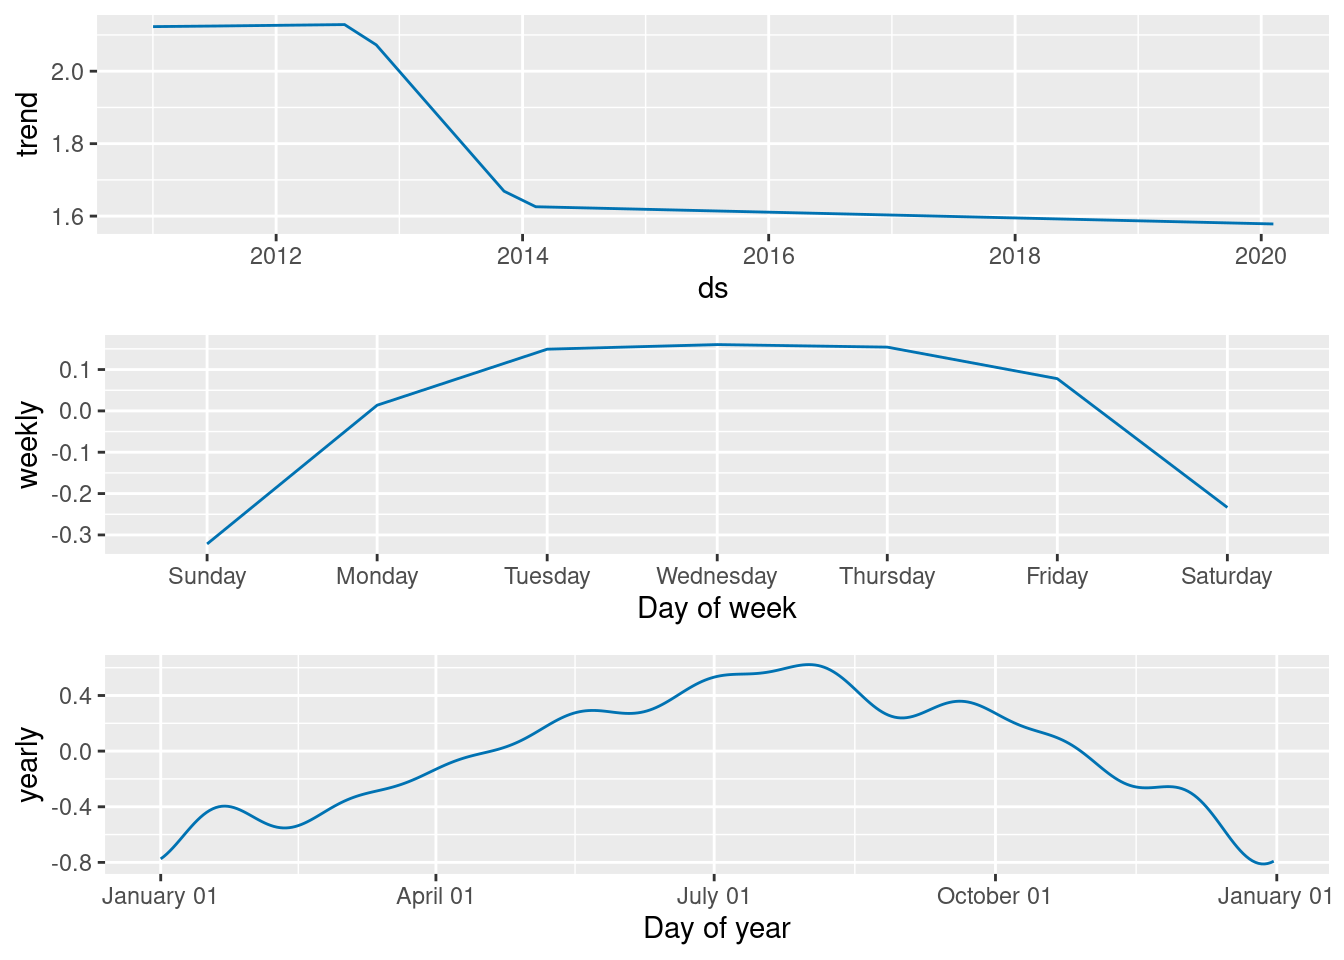 trend
2.0
1.8
1.6
2012 2014 2016 2018 2020
ds
weekly
0.1
0.0
-0.1
-0.2
-0.3
Sunday Monday Tuesday Wednesday Thursday Friday Saturday
Day of week
yearly
0.4
0.0
-0.4
-0.8
January 01 April 01 July 01 October 01 January 01
Day of year